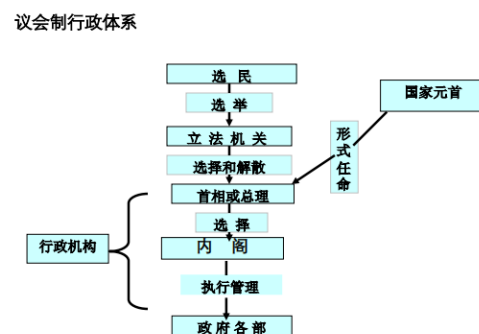 议会制行政体系
选 民
国家元首
选 举
立 法 机 关
形式任命
选择和解散
首相或总理
选 择
行政机构
内 阁
执行管理
政 府 各 部